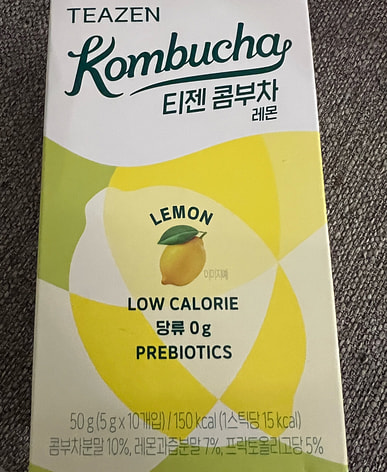 TEAZEN
Kombucha
티젠 콤부차
레몬
LEMON
이미지예
LOW CALORIE
당류 0g
PREBIOTICS
50g (5g x 10개입) / 150 kcal (1스틱당 15 kcal)
콤부차분말 10%, 레몬과즙분말 7%, 프락토올리고당 5%